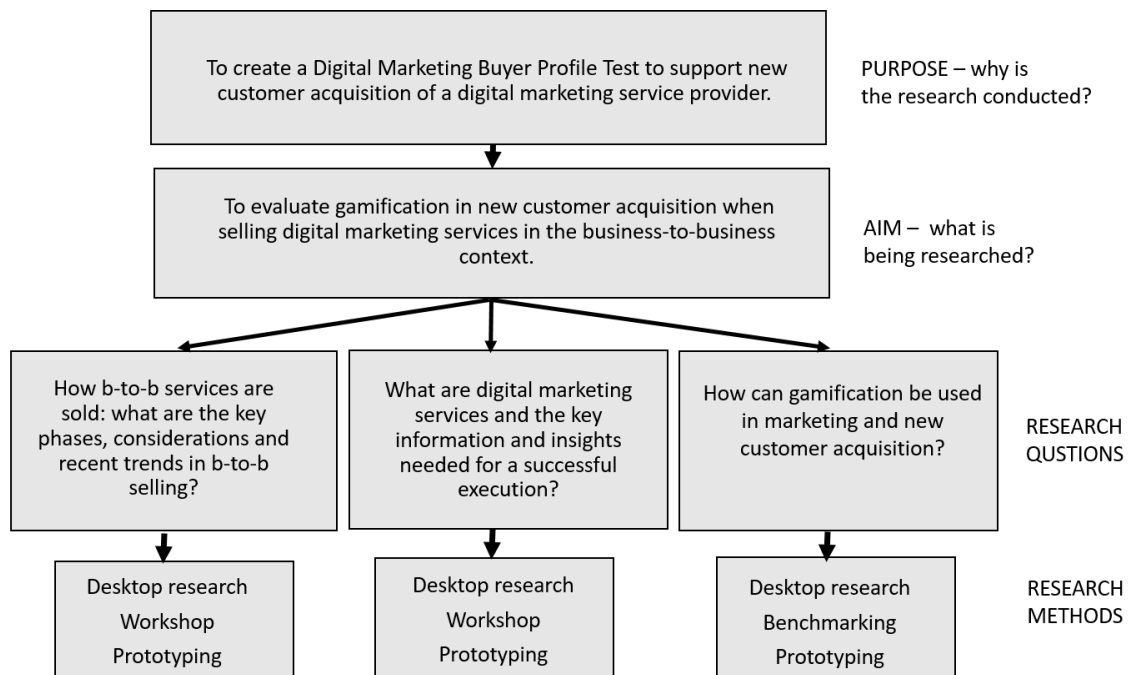 To create a Digital Marketing Buyer Profile Test to support new
customer acquisition of a digital marketing service provider.
PURPOSE – why is
the research conducted?
To evaluate gamification in new customer acquisition when
selling digital marketing services in the business-to-business
context.
AIM – what is
being researched?
How b-to-b services are
sold: what are the key
phases, considerations and
recent trends in b-to-b
selling?
What are digital marketing
services and the key
information and insights
needed for a successful
execution?
How can gamification be used
in marketing and new
customer acquisition?
RESEARCH
QUSTIONS
Desktop research
Workshop
Prototyping
Desktop research
Workshop
Prototyping
Desktop research
Benchmarking
Prototyping
RESEARCH
METHODS